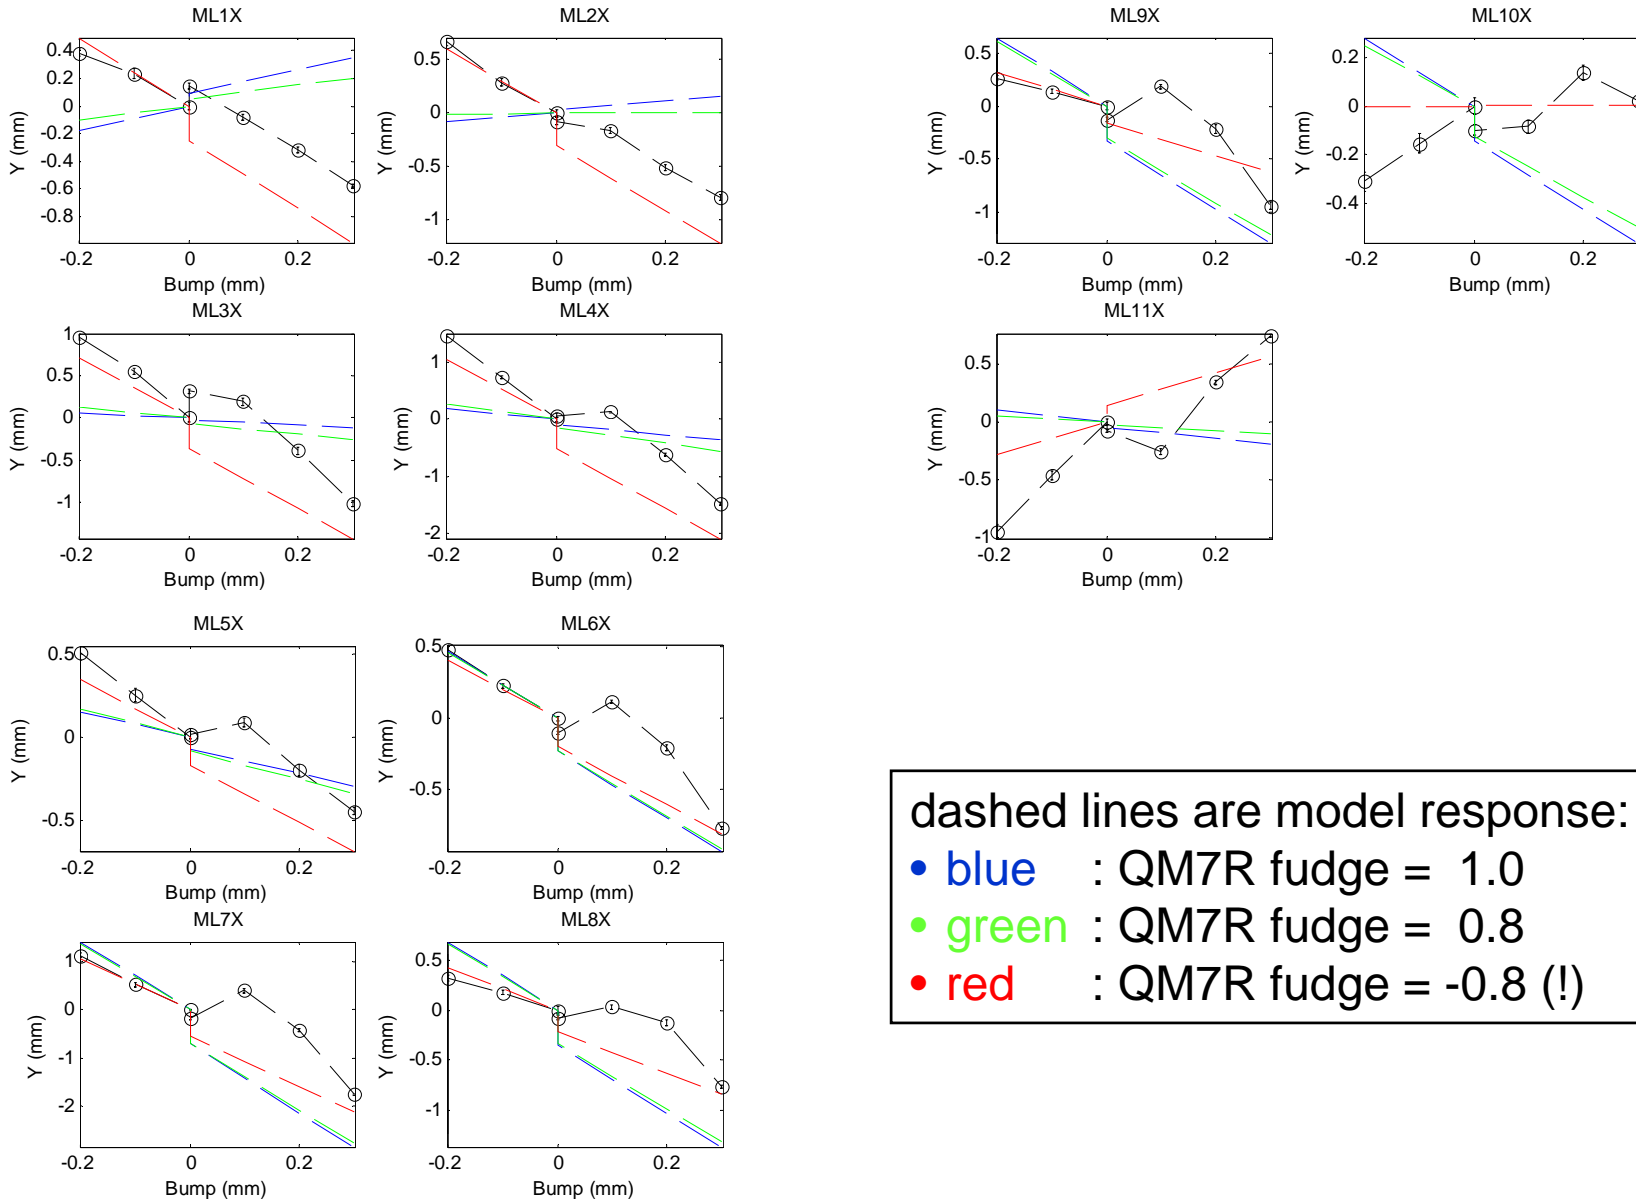 ML1X
0.4
0.2
0
-0.2
-0.4
-0.6
-0.8
Y (mm)
-0.2 0 0.2
Bump (mm)
ML2X
0.5
0
-0.5
-1
Y (mm)
-0.2 0 0.2
Bump (mm)
ML9X
0.5
0
-0.5
-1
Y (mm)
-0.2 0 0.2
Bump (mm)
ML10X
0.2
0
-0.2
-0.4
Y (mm)
-0.2 0 0.2
Bump (mm)
ML3X
1
0.5
0
-0.5
-1
Y (mm)
-0.2 0 0.2
Bump (mm)
ML4X
1
0
-1
-2
Y (mm)
-0.2 0 0.2
Bump (mm)
ML11X
0.5
0
-0.5
-1
Y (mm)
-0.2 0 0.2
Bump (mm)
ML5X
0.5
0
-0.5
Y (mm)
-0.2 0 0.2
Bump (mm)
ML6X
0.5
0
-0.5
Y (mm)
-0.2 0 0.2
Bump (mm)
ML7X
1
0
-1
-2
Y (mm)
-0.2 0 0.2
Bump (mm)
ML8X
0.5
0
-0.5
-1
Y (mm)
-0.2 0 0.2
Bump (mm)
dashed lines are model response:
• blue : QM7R fudge = 1.0
• green : QM7R fudge = 0.8
• red : QM7R fudge = -0.8 (!)